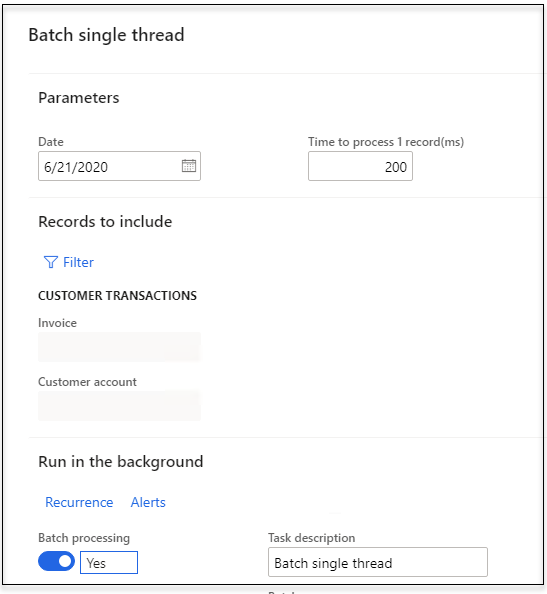 Batch single thread
Parameters
Date
Time to process 1 record(ms)
6/21/2020
200
Records to include
Filter
CUSTOMER TRANSACTIONS
Invoice
Customer account
Run in the background
Recurrence Alerts
Batch processing
Task description
Yes
Batch single thread